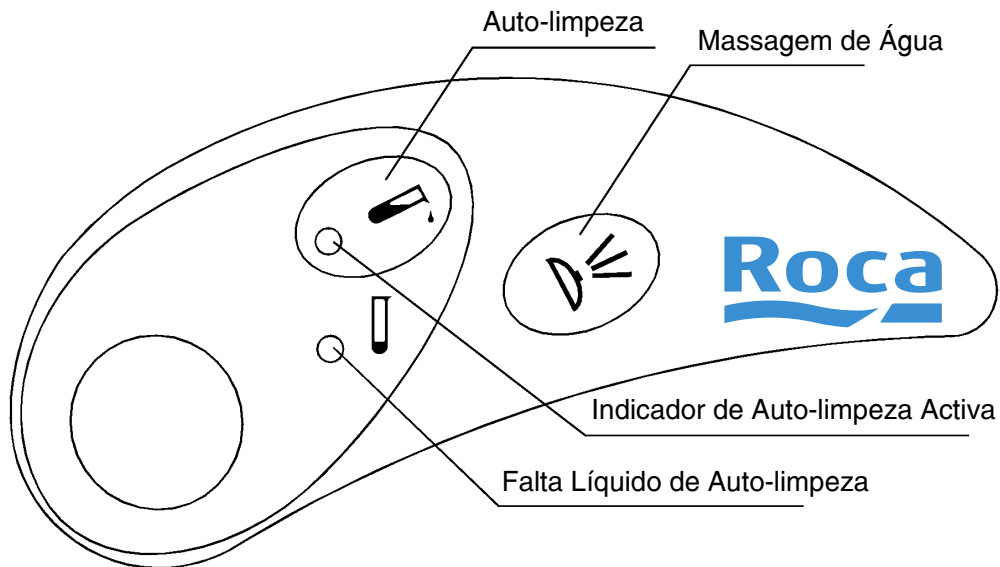 Auto-limpeza
Massagem de Água
Roca
Indicador de Auto-limpeza Activa
Falta Líquido de Auto-limpeza